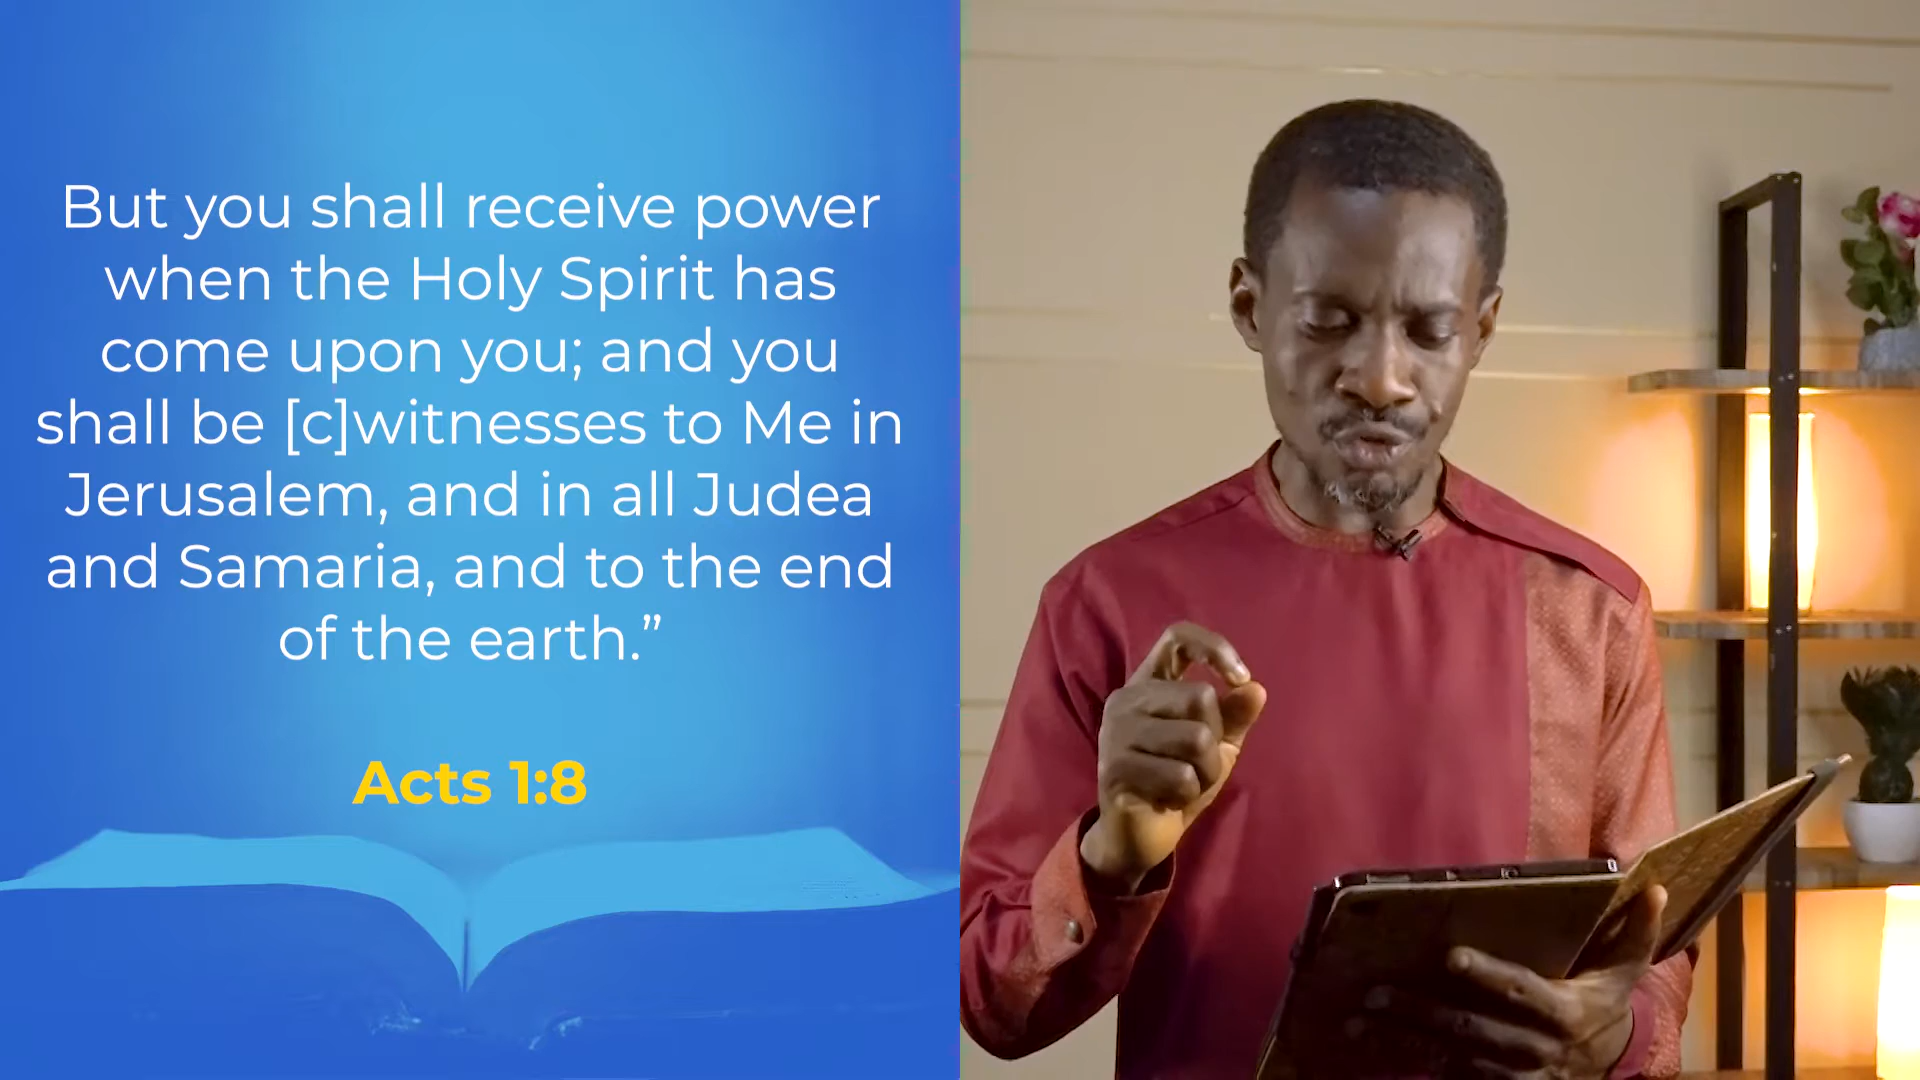 But you shall receive power
when the Holy Spirit has
come upon you; and you
shall be [c]witnesses to Me in
Jerusalem, and in all Judea
and Samaria, and to the end
of the earth.”
Acts 1:8